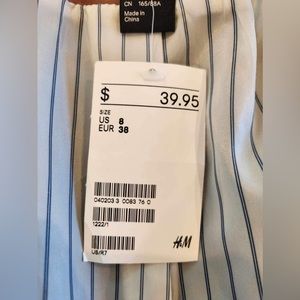 CN 165/88A
Made in
China
$ 39.95
SIZE
US 8
EUR 38
040203 3 0083 76 0
1222/1
US/R7
H&M